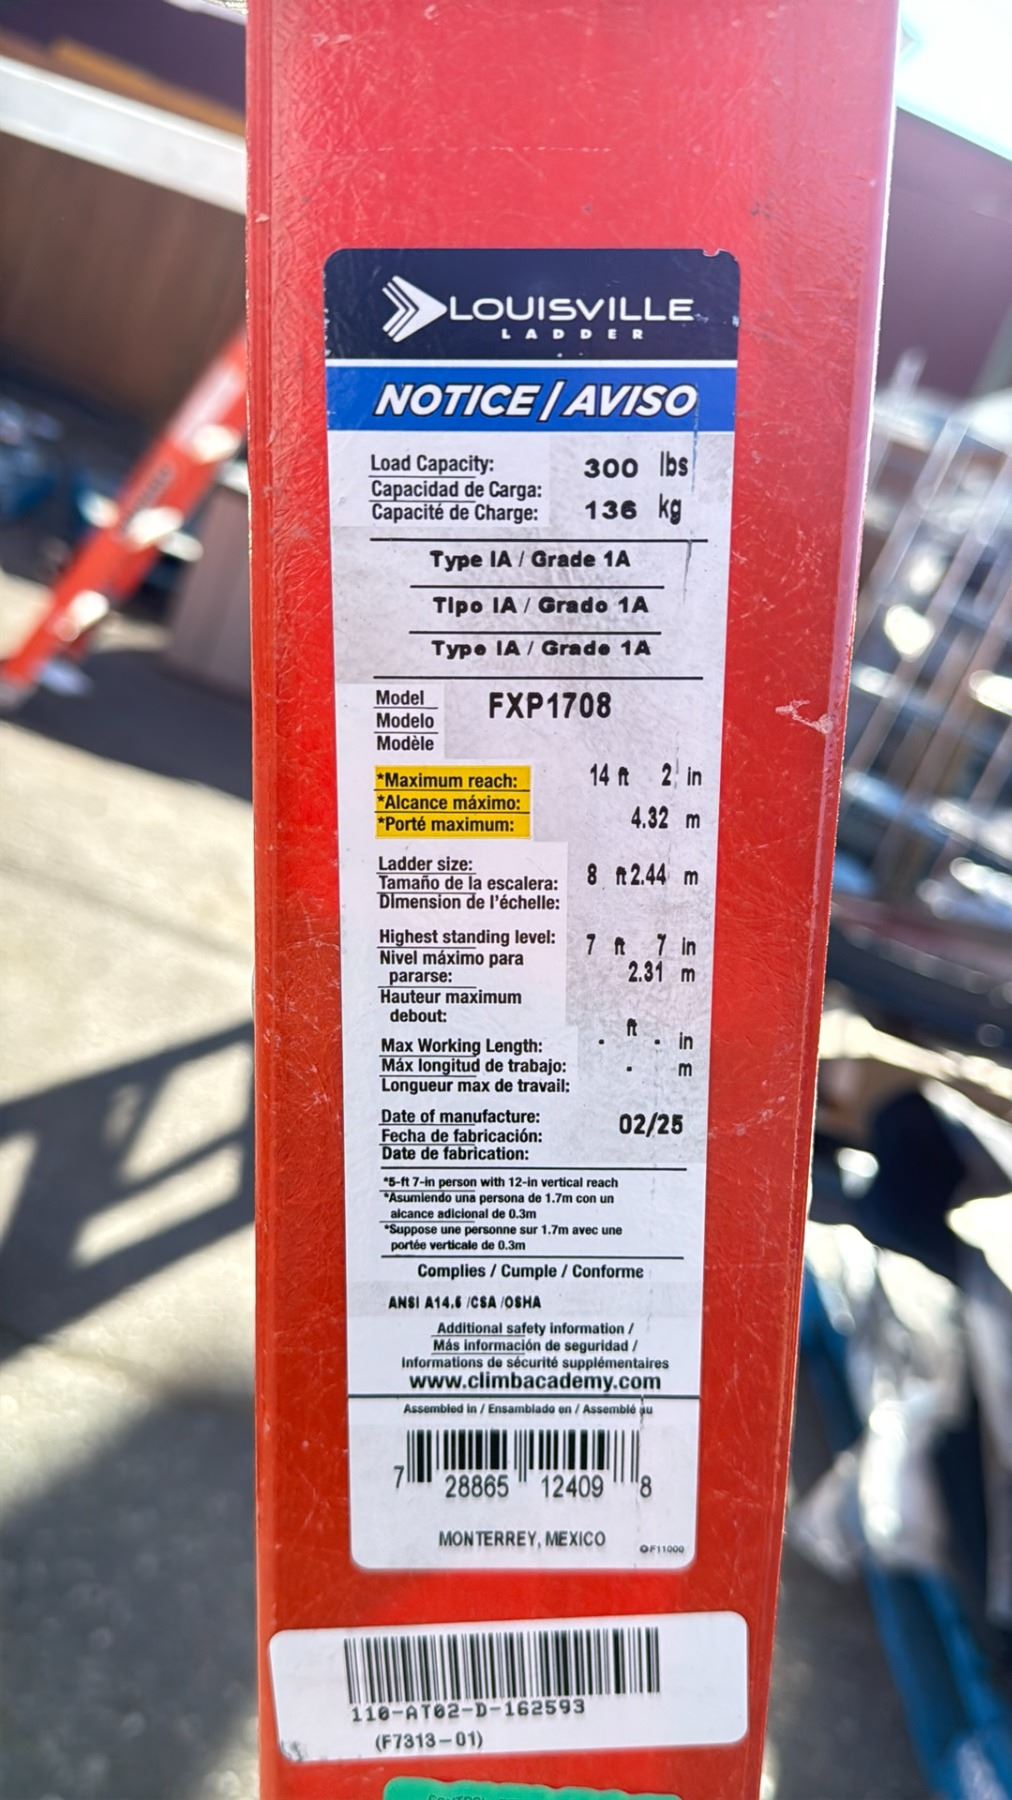 LOUISVILLE
LADDER
NOTICE / AVISO
Load Capacity: 300 lbs
Capacidad de Carga:
Capacité de Charge: 136 kg
Type IA / Grade 1A
Tipo IA / Grado 1A
Type IA / Grade 1A
Model FXP1708
Modelo
Modèle
*Maximum reach: 14 ft 2 in
*Alcance máximo:
*Porté maximum: 4.32 m
Ladder size:
Tamaño de la escalera: 8 ft 2.44 m
Dimension de l'échelle:
Highest standing level: 7 ft 7 in
Nivel máximo para
pararse: 2.31 m
Hauteur maximum
debout:
Max Working Length: - ft - in
Máx longitud de trabajo: - m
Longueur max de travail:
Date of manufacture: 02/25
Fecha de fabricación:
Date de fabrication:
*5-ft 7-in person with 12-in vertical reach
*Asumiendo una persona de 1.7m con un
alcance adicional de 0.3m
*Suppose une personne sur 1.7m avec une
portée verticale de 0.3m
Complies / Cumple / Conforme
ANSI A14.5 /CSA /OSHA
Additional safety information /
Más información de seguridad /
Informations de sécurité supplémentaires
www.climbacademy.com
Assembled in / Ensamblado en / Assemblé au
7 28865 12409 8
MONTERREY, MEXICO
OF11000
110-AT02-D-162593
(F7313-01)